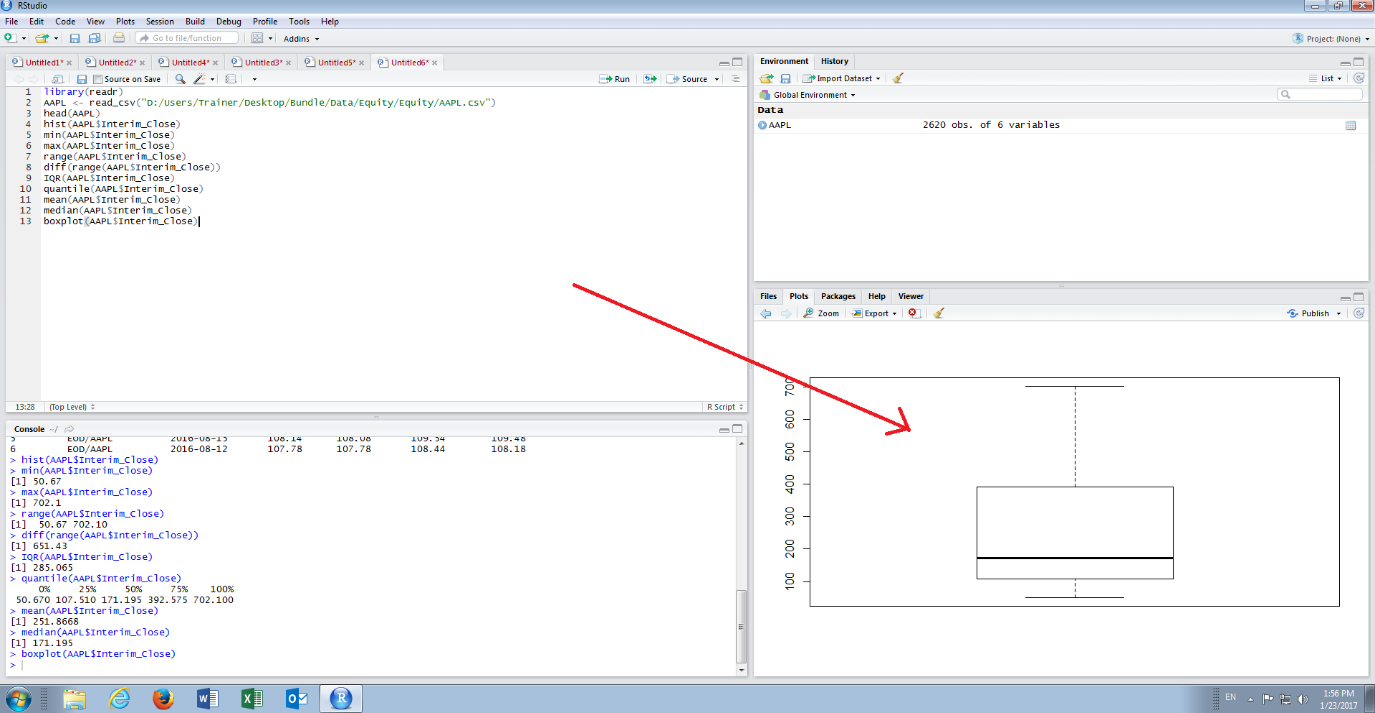 RStudio
File Edit Code View Plots Session Build Debug Profile Tools Help
Go to file/function Addins Project: (None)
Untitled1* Untitled2* Untitled4* Untitled3* Untitled5* Untitled6*
Source on Save Run Source
1 library(readr)
2 AAPL <- read_csv("D:/Users/Trainer/Desktop/Bundle/Data/Equity/Equity/AAPL.csv")
3 head(AAPL)
4 hist(AAPL$Interim_Close)
5 min(AAPL$Interim_Close)
6 max(AAPL$Interim_Close)
7 range(AAPL$Interim_Close)
8 diff(range(AAPL$Interim_Close))
9 IQR(AAPL$Interim_Close)
10 quantile(AAPL$Interim_Close)
11 mean(AAPL$Interim_Close)
12 median(AAPL$Interim_Close)
13 boxplot(AAPL$Interim_Close)
13:28 (Top Level) R Script
Console ~/
5 EOD/AAPL 2016-08-15 108.14 108.08 109.54 109.48
6 EOD/AAPL 2016-08-12 107.78 107.78 108.44 108.18
> hist(AAPL$Interim_Close)
> min(AAPL$Interim_Close)
[1] 50.67
> max(AAPL$Interim_Close)
[1] 702.1
> range(AAPL$Interim_Close)
[1] 50.67 702.10
> diff(range(AAPL$Interim_Close))
[1] 651.43
> IQR(AAPL$Interim_Close)
[1] 285.065
> quantile(AAPL$Interim_Close)
0% 25% 50% 75% 100%
50.670 107.510 171.195 392.575 702.100
> mean(AAPL$Interim_Close)
[1] 251.8668
> median(AAPL$Interim_Close)
[1] 171.195
> boxplot(AAPL$Interim_Close)
>
Environment History
Import Dataset List
Global Environment
Data
AAPL 2620 obs. of 6 variables
Files Plots Packages Help Viewer
Zoom Export Publish
700
600
500
400
300
200
100
EN 1:56 PM
1/23/2017